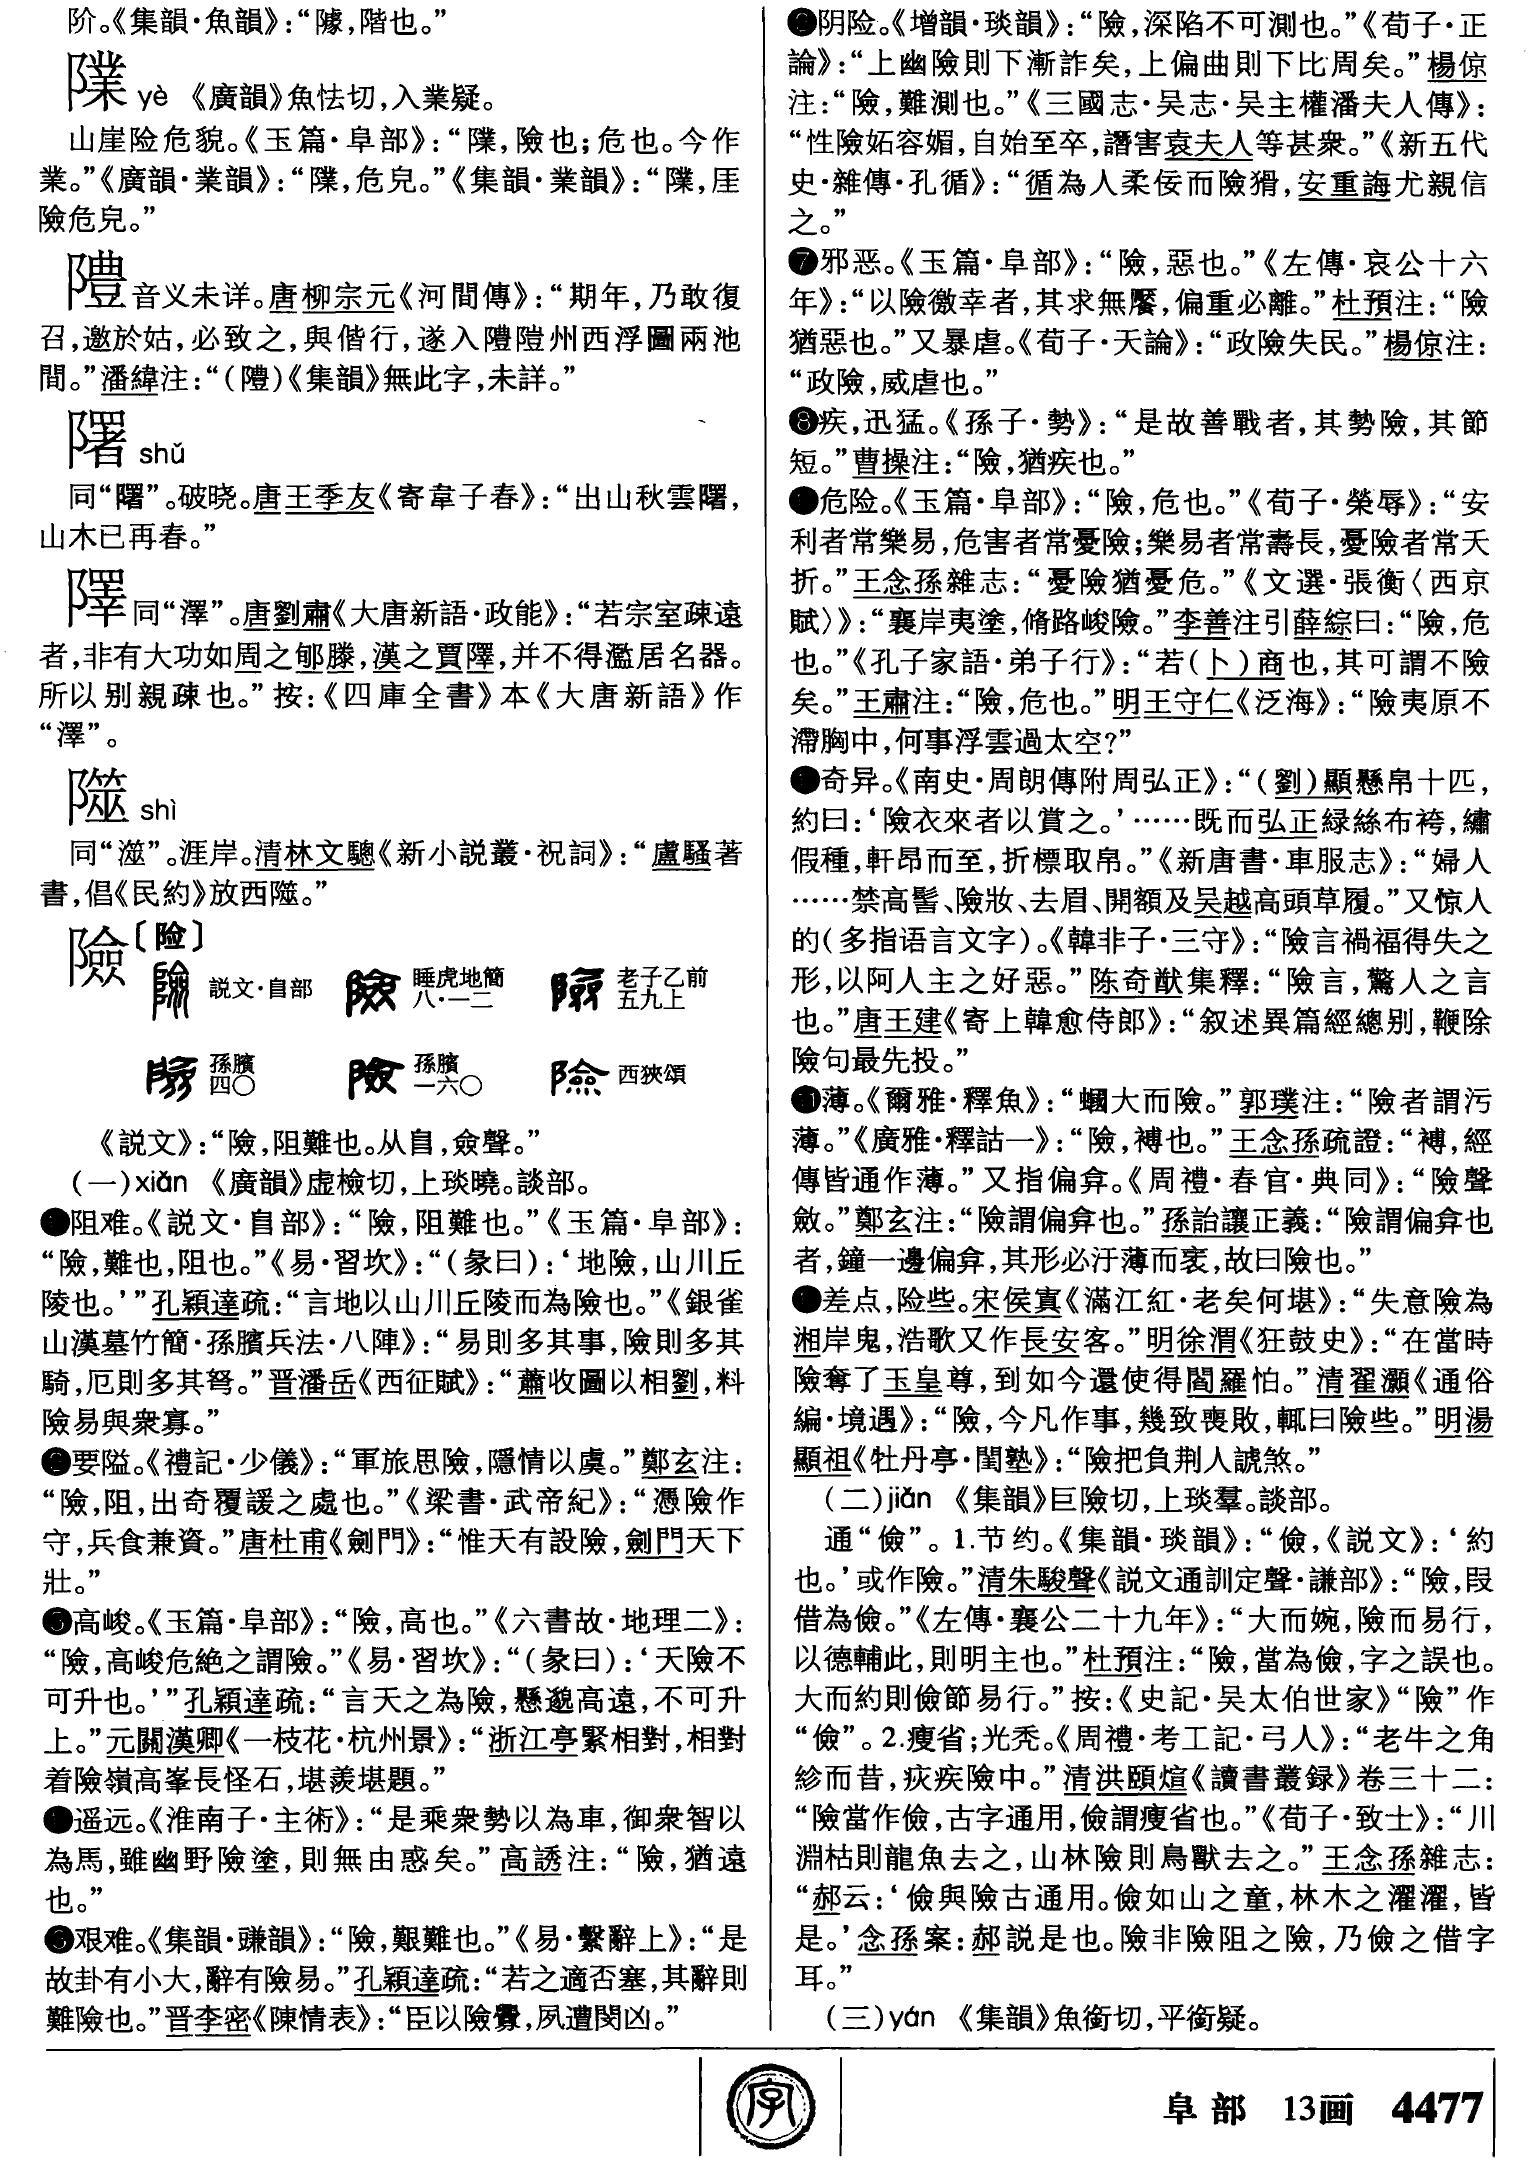 阶。《集韻·魚韻》：“𨼫，階也。”
𨼮 yè 《廣韻》魚怯切，入業疑。
山崖险危貌。《玉篇·阜部》：“𨼮，險也；危也。今作
業。”《廣韻·業韻》：“𨼮，危皃。”《集韻·業韻》：“𨼮，厓
險危皃。”
音义未详。唐柳宗元《河間傳》：“期年，乃敢復
召，邀於姑，必致之，與偕行，遂入隑州西浮圖兩池
間。”潘緯注：“《集韻》無此字，未詳。”
shǔ
同“曙”。破晓。唐王季友《寄韋子春》：“出山秋雲曙，
山木已再春。”
同“澤”。唐劉肅《大唐新語·政能》：“若宗室疎遠
者，非有大功如周之郇滕，漢之賈，并不得濫居名器。
所以别親疎也。”按：《四庫全書》本《大唐新語》作
“澤”。
shì
同“澨”。涯岸。清林文驄《新小説叢·祝詞》：“盧騷著
書，倡《民約》放西。”
險〔险〕
説文·𨸏部 睡虎地簡八·一二 老子乙前五九上
孫臏四〇 孫臏一六〇 西狹頌
《説文》：“險，阻難也。从𨸏，僉聲。”
（一）xiǎn 《廣韻》虚檢切，上琰曉。談部。
❶阻难。《説文·𨸏部》：“險，阻難也。”《玉篇·阜部》：
“險，難也，阻也。”《易·習坎》：“（彖曰）：‘地險，山川丘
陵也。’”孔穎達疏：“言地以山川丘陵而為險也。”《銀雀
山漢墓竹簡·孫臏兵法·八陣》：“易則多其車，險則多其
騎，厄則多其弩。”晋潘岳《西征賦》：“蕭收圖以相劉，料
險易與衆寡。”
❷要隘。《禮記·少儀》：“軍旅思險，隱情以虞。”鄭玄注：
“險，阻，出奇覆諼之處也。”《梁書·武帝紀》：“憑險作
守，兵食兼資。”唐杜甫《劍門》：“惟天有設險，劍門天下
壯。”
❸高峻。《玉篇·阜部》：“險，高也。”《六書故·地理二》：
“險，高峻危絶之謂險。”《易·習坎》：“（彖曰）：‘天險不
可升也。’”孔穎達疏：“言天之為險，懸邈高遠，不可升
上。”元關漢卿《一枝花·杭州景》：“浙江亭緊相對，相對
着險嶺高峯長怪石，堪羨堪題。”
❹遥远。《淮南子·主術》：“是乘衆勢以為車，御衆智以
為馬，雖幽野險塗，則無由惑矣。”高誘注：“險，猶遠
也。”
❺艰难。《集韻·豏韻》：“險，艱難也。”《易·繫辭上》：“是
故卦有小大，辭有險易。”孔穎達疏：“若之適否塞，其辭則
難險也。”晋李密《陳情表》：“臣以險釁，夙遭閔凶。”
❻阴险。《增韻·琰韻》：“險，深陷不可測也。”《荀子·正
論》：“上幽險則下漸詐矣，上偏曲則下比周矣。”楊倞
注：“險，難測也。”《三國志·吴志·吴主權潘夫人傳》：
“性險妬容媚，自始至卒，譖害袁夫人等甚衆。”《新五代
史·雜傳·孔循》：“循為人柔佞而險猾，安重誨尤親信
之。”
❼邪恶。《玉篇·阜部》：“險，惡也。”《左傳·哀公十六
年》：“以險徼幸者，其求無饜，偏重必離。”杜預注：“險
猶惡也。”又暴虐。《荀子·天論》：“政險失民。”楊倞注：
“政險，威虐也。”
❽疾，迅猛。《孫子·勢》：“是故善戰者，其勢險，其節
短。”曹操注：“險，猶疾也。”
危险。《玉篇·阜部》：“險，危也。”《荀子·榮辱》：“安
利者常樂易，危害者常憂險；樂易者常壽長，憂險者常夭
折。”王念孫雜志：“憂險猶憂危。”《文選·張衡〈西京
賦〉》：“襄岸夷塗，脩路峻險。”李善注引薛綜曰：“險，危
也。”《孔子家語·弟子行》：“若（卜）商也，其可謂不險
矣。”王肅注：“險，危也。”明王守仁《泛海》：“險夷原不
滯胸中，何事浮雲過太空？”
奇异。《南史·周朗傳附周弘正》：“（劉）顯懸帛十匹，
約曰：‘險衣來者以賞之。’……既而弘正緑絲布袴，繡
假種，軒昂而至，折標取帛。”《新唐書·車服志》：“婦人
……禁高髻、險妝、去眉、開額及吴越高頭草履。”又惊人
的（多指语言文字）。《韓非子·三守》：“險言禍福得失之
形，以阿人主之好惡。”陈奇猷集釋：“險言，驚人之言
也。”唐王建《寄上韓愈侍郎》：“叙述異篇經總别，鞭除
險句最先投。”
薄。《爾雅·釋魚》：“蝈大而險。”郭璞注：“險者謂污
薄。”《廣雅·釋詁一》：“險，䙏也。”王念孫疏證：“䙏，經
傳皆通作薄。”又指偏弇。《周禮·春官·典同》：“險聲
斂。”鄭玄注：“險謂偏弇也。”孫詒讓正義：“險謂偏弇也
者，鐘一邊偏弇，其形必汙薄而衺，故曰險也。”
差点，险些。宋侯寘《滿江紅·老矣何堪》：“失意險為
湘岸鬼，浩歌又作長安客。”明徐渭《狂鼓史》：“在當時
險奪了玉皇尊，到如今還使得閻羅怕。”清翟灝《通俗
編·境遇》：“險，今凡作事，幾致喪敗，輒曰險些。”明湯
顯祖《牡丹亭·閨塾》：“險把負荆人諕煞。”
（二）jiǎn 《集韻》巨險切，上琰羣。談部。
通“儉”。1.节约。《集韻·琰韻》：“儉，《説文》：‘約
也。’或作險。”清朱駿聲《説文通訓定聲·謙部》：“險，叚
借為儉。”《左傳·襄公二十九年》：“大而婉，險而易行，
以德輔此，則明主也。”杜預注：“險，當為儉，字之誤也。
大而約則儉節易行。”按：《史記·吴太伯世家》“險”作
“儉”。2.瘦省；光秃。《周禮·考工記·弓人》：“老牛之角
紾而昔，疢疾險中。”清洪頤煊《讀書叢録》卷三十二：
“險當作儉，古字通用，儉謂瘦省也。”《荀子·致士》：“川
淵枯則龍魚去之，山林險則鳥獸去之。”王念孫雜志：
“郝云：‘儉與險古通用。儉如山之童，林木之濯濯，皆
是。’念孫案：郝説是也。險非險阻之險，乃儉之借字
耳。”
（三）yán 《集韻》魚銜切，平銜疑。
字
阜部 13画 4477